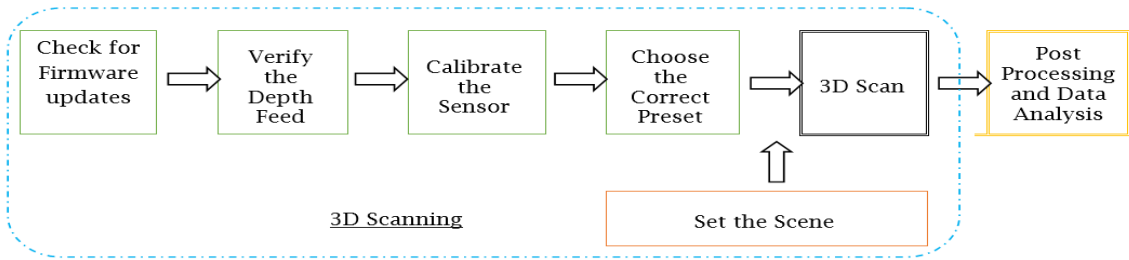 Check for
Firmware
updates
Verify
the
Depth
Feed
Calibrate
the
Sensor
Choose
the
Correct
Preset
3D Scan
Post
Processing
and Data
Analysis
3D Scanning
Set the Scene